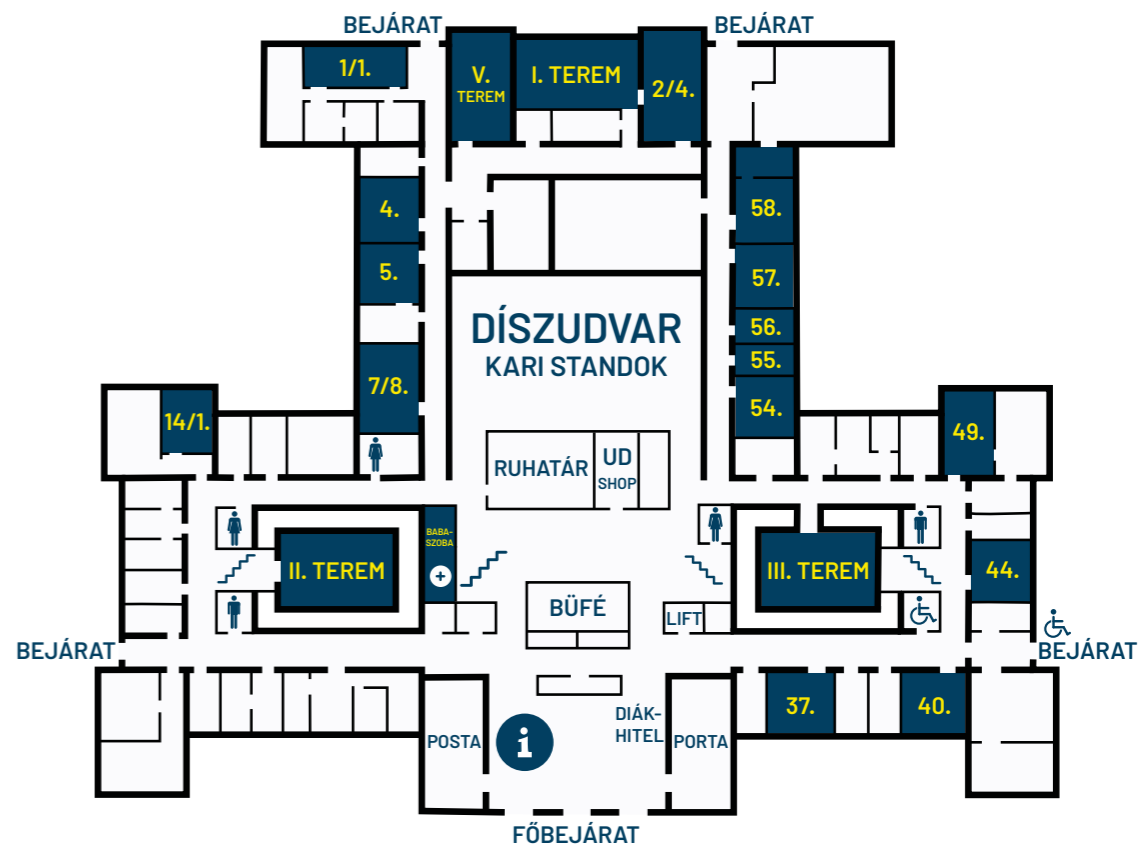 BEJÁRAT
BEJÁRAT
1/1.
V.
TEREM
I. TEREM
2/4.
4.
58.
5.
57.
DÍSZUDVAR
KARI STANDOK
56.
55.
7/8.
54.
14/1.
49.
RUHATÁR
UD
SHOP
BABA-
SZOBA
II. TEREM
III. TEREM
44.
BÜFÉ
LIFT
BEJÁRAT
BEJÁRAT
37.
40.
POSTA
i
DIÁK-
HITEL
PORTA
FŐBEJÁRAT